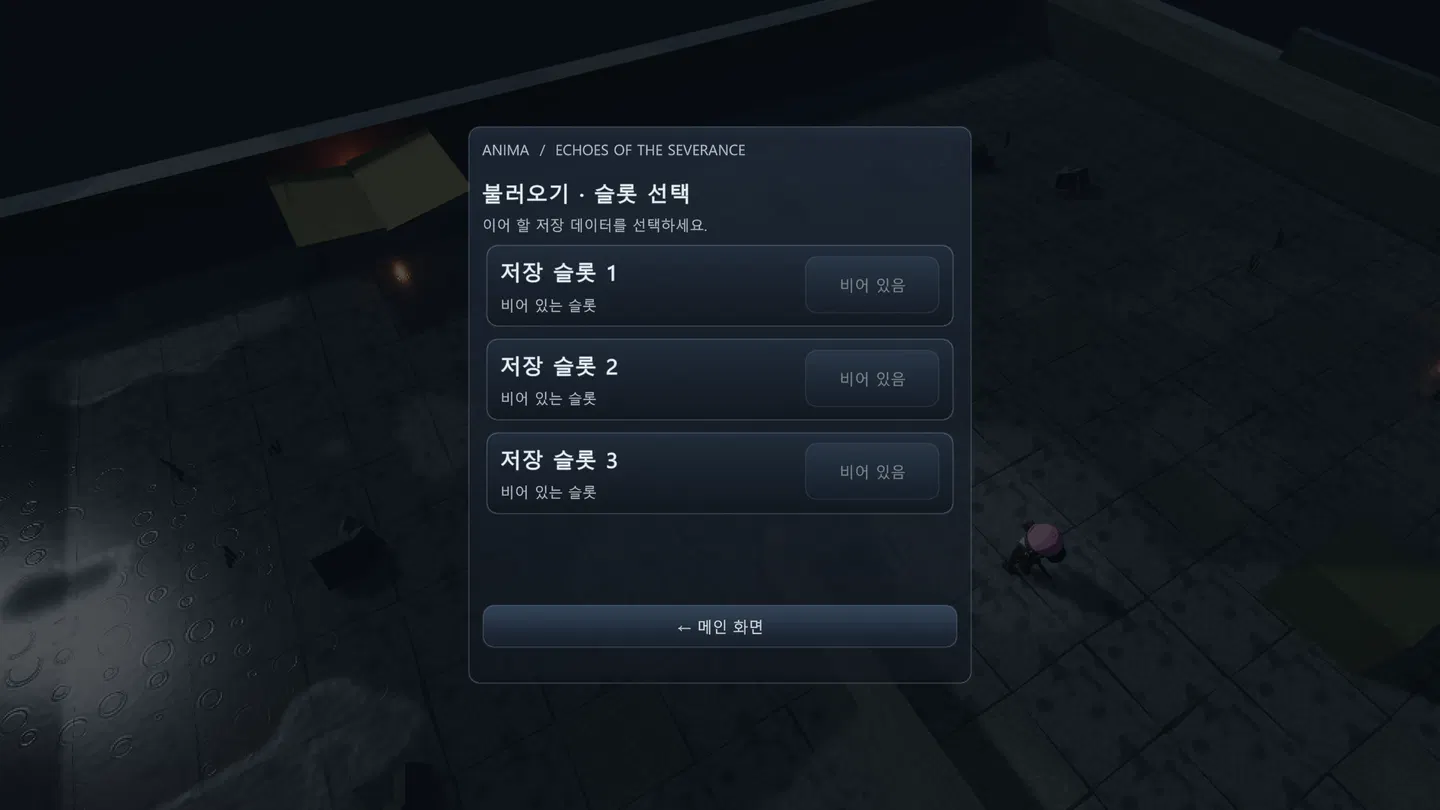 ANIMA / ECHOES OF THE SEVERANCE
불러오기 · 슬롯 선택
이어 할 저장 데이터를 선택하세요.
저장 슬롯 1
비어 있는 슬롯
비어 있음
저장 슬롯 2
비어 있는 슬롯
비어 있음
저장 슬롯 3
비어 있는 슬롯
비어 있음
← 메인 화면